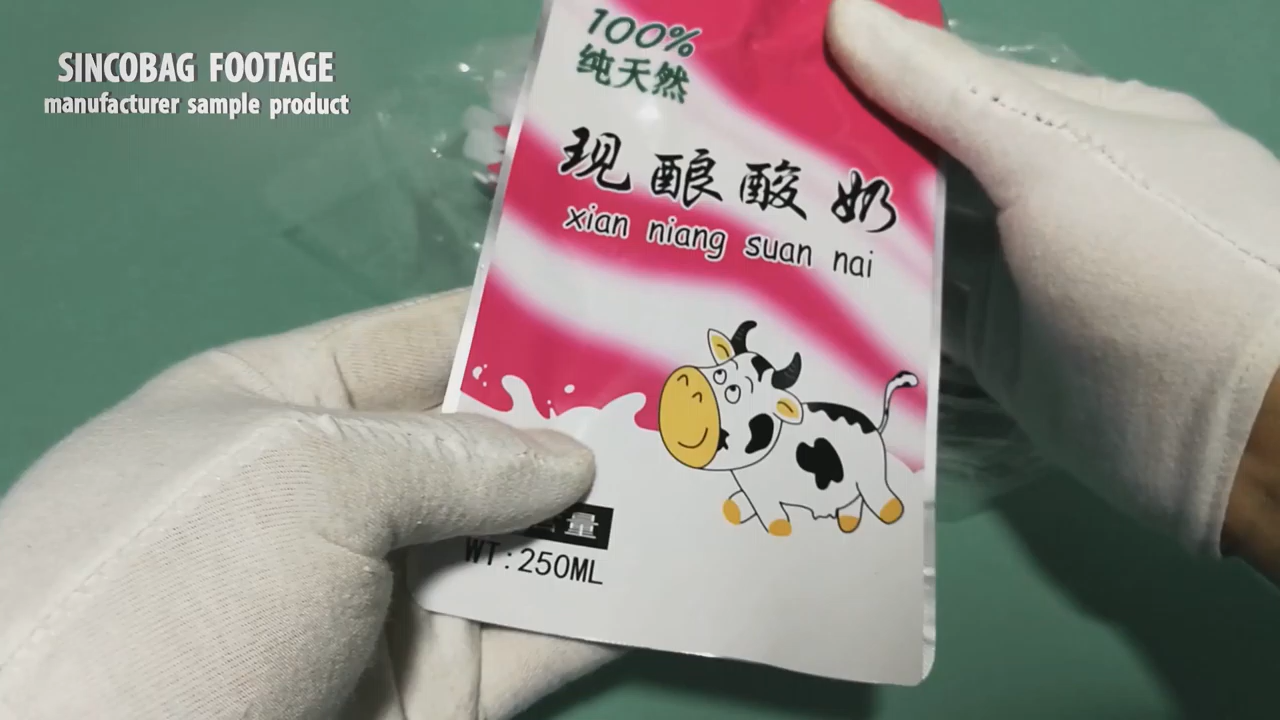 SINCOBAG FOOTAGE
manufacturer sample product
100%
纯天然
现酿酸奶
xian niang suan nai
量
WT:250ML